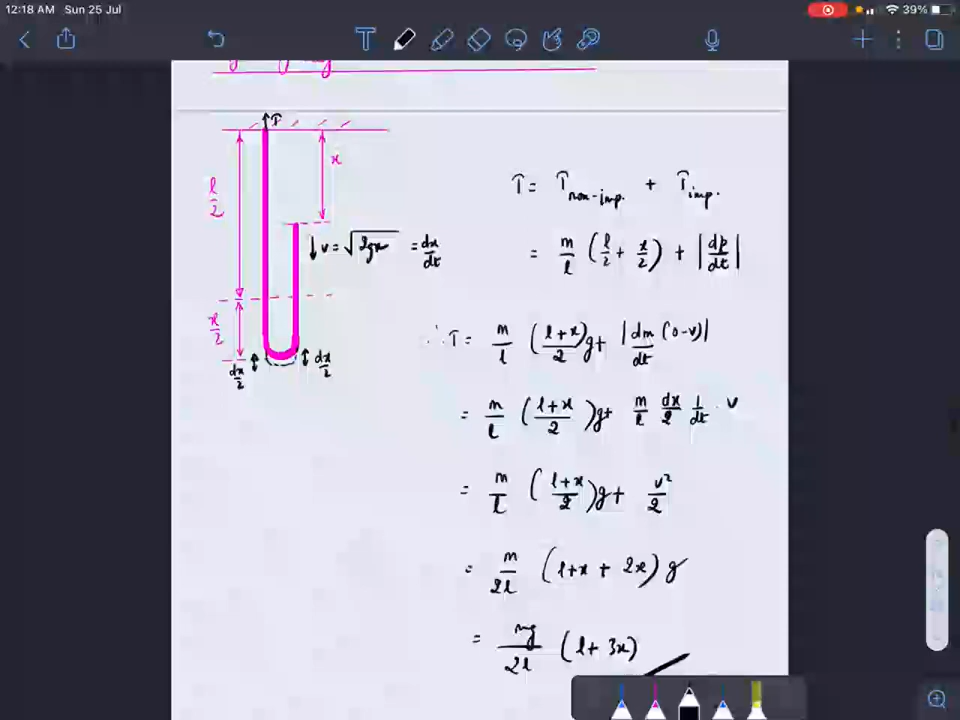 12:18 AM Sun 25 Jul
39%
T
T
x
l/2
x/2
dx/2
dx/2
↓ v = √2gx = dx/dt
T = T non-imp. + T imp.
= m/l (l/2 + x/2) + |dp/dt|
∴ T = m/l ((l+x)/2)g + |dm/dt (0-v)|
= m/l ((l+x)/2)g + m/l dx/2 1/dt · v
= m/l ((l+x)/2)g + v²/2
= m/2l (l+x + 2x) g
= mg/2l (l+ 3x)